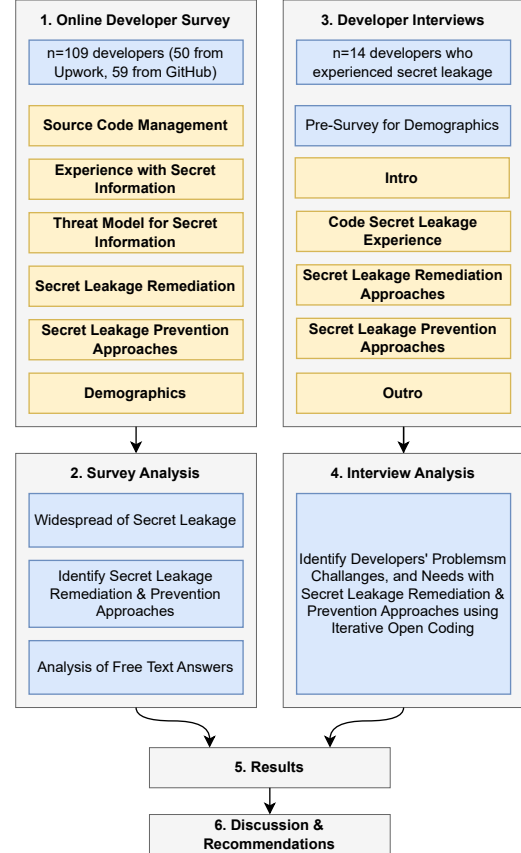 1. Online Developer Survey
n=109 developers (50 from
Upwork, 59 from GitHub)
Source Code Management
Experience with Secret
Information
Threat Model for Secret
Information
Secret Leakage Remediation
Secret Leakage Prevention
Approaches
Demographics
3. Developer Interviews
n=14 developers who
experienced secret leakage
Pre-Survey for Demographics
Intro
Code Secret Leakage
Experience
Secret Leakage Remediation
Approaches
Secret Leakage Prevention
Approaches
Outro
2. Survey Analysis
Widespread of Secret Leakage
Identify Secret Leakage
Remediation & Prevention
Approaches
Analysis of Free Text Answers
4. Interview Analysis
Identify Developers' Problemsm
Challanges, and Needs with
Secret Leakage Remediation &
Prevention Approaches using
Iterative Open Coding
5. Results
6. Discussion &
Recommendations